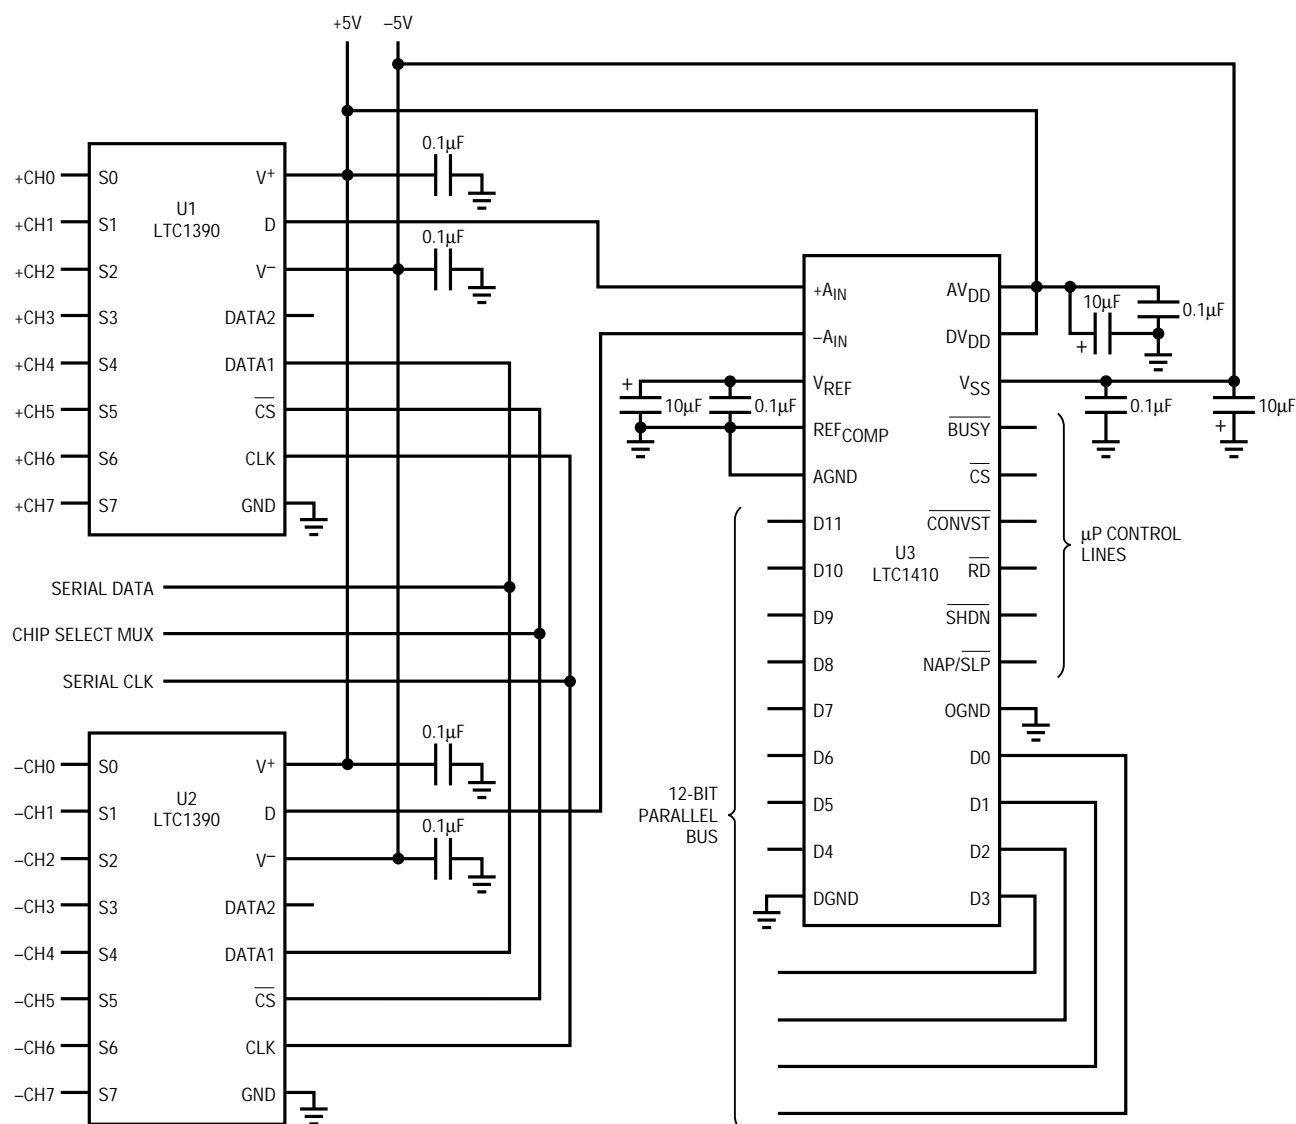 +5V
–5V
0.1µF
+CH0
S0
V+
U1
LTC1390
+CH1
S1
D
0.1µF
+CH2
S2
V–
+CH3
S3
DATA2
+CH4
S4
DATA1
+CH5
S5
CS
+CH6
S6
CLK
+CH7
S7
GND
SERIAL DATA
CHIP SELECT MUX
SERIAL CLK
0.1µF
–CH0
S0
V+
U2
LTC1390
–CH1
S1
D
0.1µF
–CH2
S2
V–
–CH3
S3
DATA2
–CH4
S4
DATA1
–CH5
S5
CS
–CH6
S6
CLK
–CH7
S7
GND
+AIN
AVDD
10µF
+
0.1µF
–AIN
DVDD
+
10µF
0.1µF
VREF
VSS
0.1µF
10µF
+
REFCOMP
BUSY
AGND
CS
D11
CONVST
U3
LTC1410
D10
RD
D9
SHDN
D8
NAP/SLP
µP CONTROL
LINES
D7
OGND
D6
D0
D5
D1
D4
D2
DGND
D3
12-BIT
PARALLEL
BUS